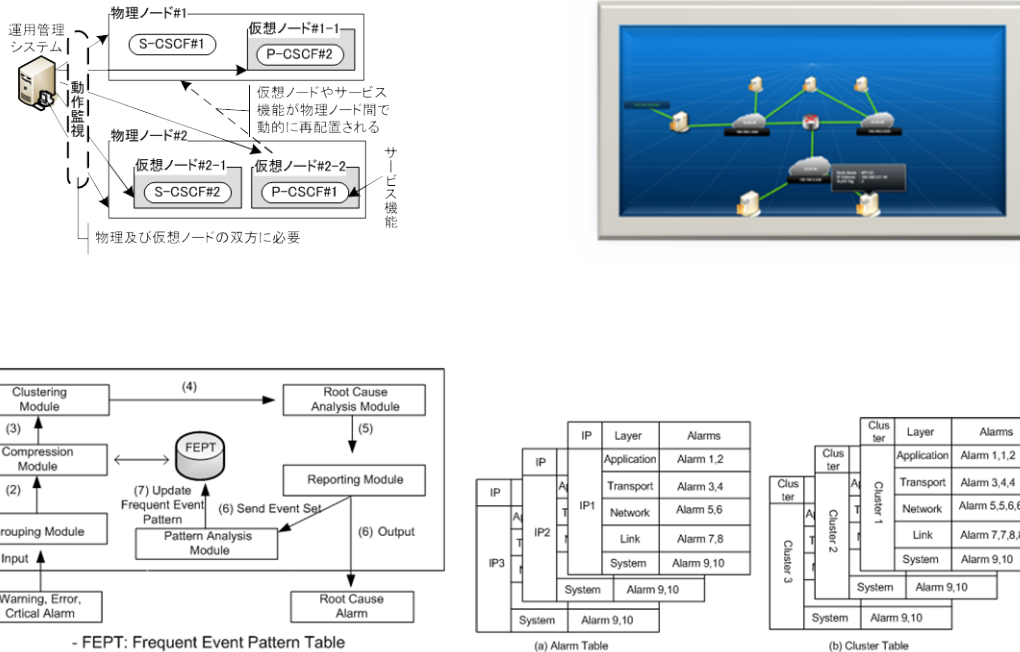 運用管理
システム
物理ノード#1
S-CSCF#1
仮想ノード#1-1
P-CSCF#2
動作監視
仮想ノードやサービス
機能が物理ノード間で
動的に再配置される
物理ノード#2
仮想ノード#2-1
S-CSCF#2
仮想ノード#2-2
P-CSCF#1
サービス機能
物理及び仮想ノードの双方に必要
Clustering
Module
(4)
Root Cause
Analysis Module
(3)
(5)
Compression
Module
FEPT
Reporting Module
(2)
(7) Update
Frequent Event
Pattern
(6) Send Event Set
(6) Output
rouping Module
Pattern Analysis
Module
Input
Warning, Error,
Crtical Alarm
Root Cause
Alarm
- FEPT: Frequent Event Pattern Table
IP Layer Alarms
IP1
Application Alarm 1,2
Transport Alarm 3,4
Network Alarm 5,6
Link Alarm 7,8
System Alarm 9,10
IP
IP2
System Alarm 9,10
IP
IP3
System Alarm 9,10
(a) Alarm Table
Clus
ter
Layer Alarms
Cluster 1
Application Alarm 1,1,2
Transport Alarm 3,4,4
Network Alarm 5,5,6,6
Link Alarm 7,7,8,
System Alarm 9,10
Clus
ter
Cluster 2
System Alarm 9,10
Clus
ter
Cluster 3
System Alarm 9,10
(b) Cluster Table